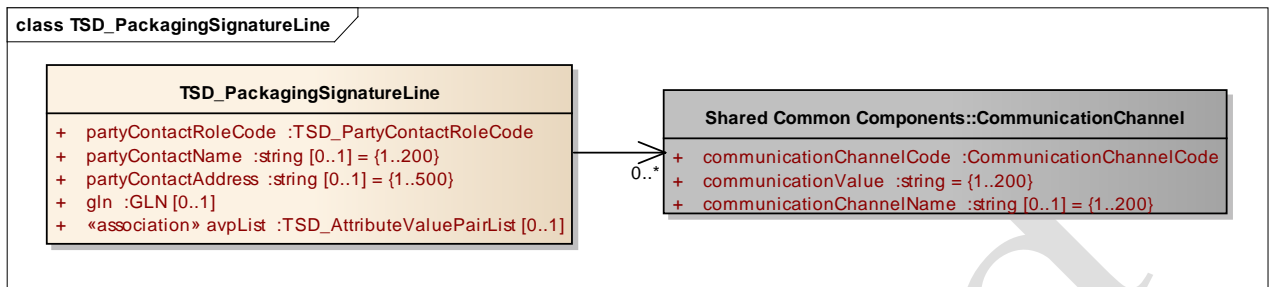 class TSD_PackagingSignatureLine
TSD_PackagingSignatureLine
+ partyContactRoleCode :TSD_PartyContactRoleCode
+ partyContactName :string [0..1] = {1..200}
+ partyContactAddress :string [0..1] = {1..500}
+ gln :GLN [0..1]
+ «association» avpList :TSD_AttributeValuePairList [0..1]
0..*
Shared Common Components::CommunicationChannel
+ communicationChannelCode :CommunicationChannelCode
+ communicationValue :string = {1..200}
+ communicationChannelName :string [0..1] = {1..200}